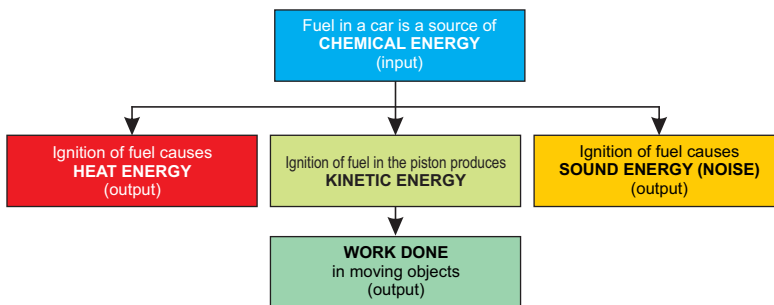 Fuel in a car is a source of
CHEMICAL ENERGY
(input)
Ignition of fuel causes
HEAT ENERGY
(output)
Ignition of fuel in the piston produces
KINETIC ENERGY
Ignition of fuel causes
SOUND ENERGY (NOISE)
(output)
WORK DONE
in moving objects
(output)